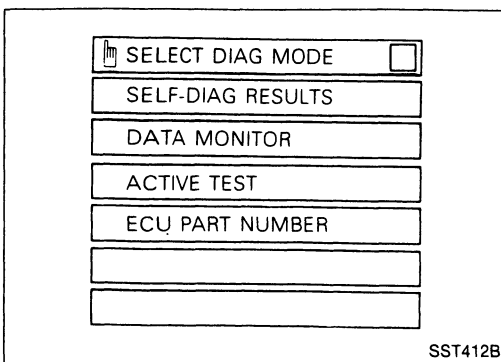 SELECT DIAG MODE
SELF-DIAG RESULTS
DATA MONITOR
ACTIVE TEST
ECU PART NUMBER
SST412B